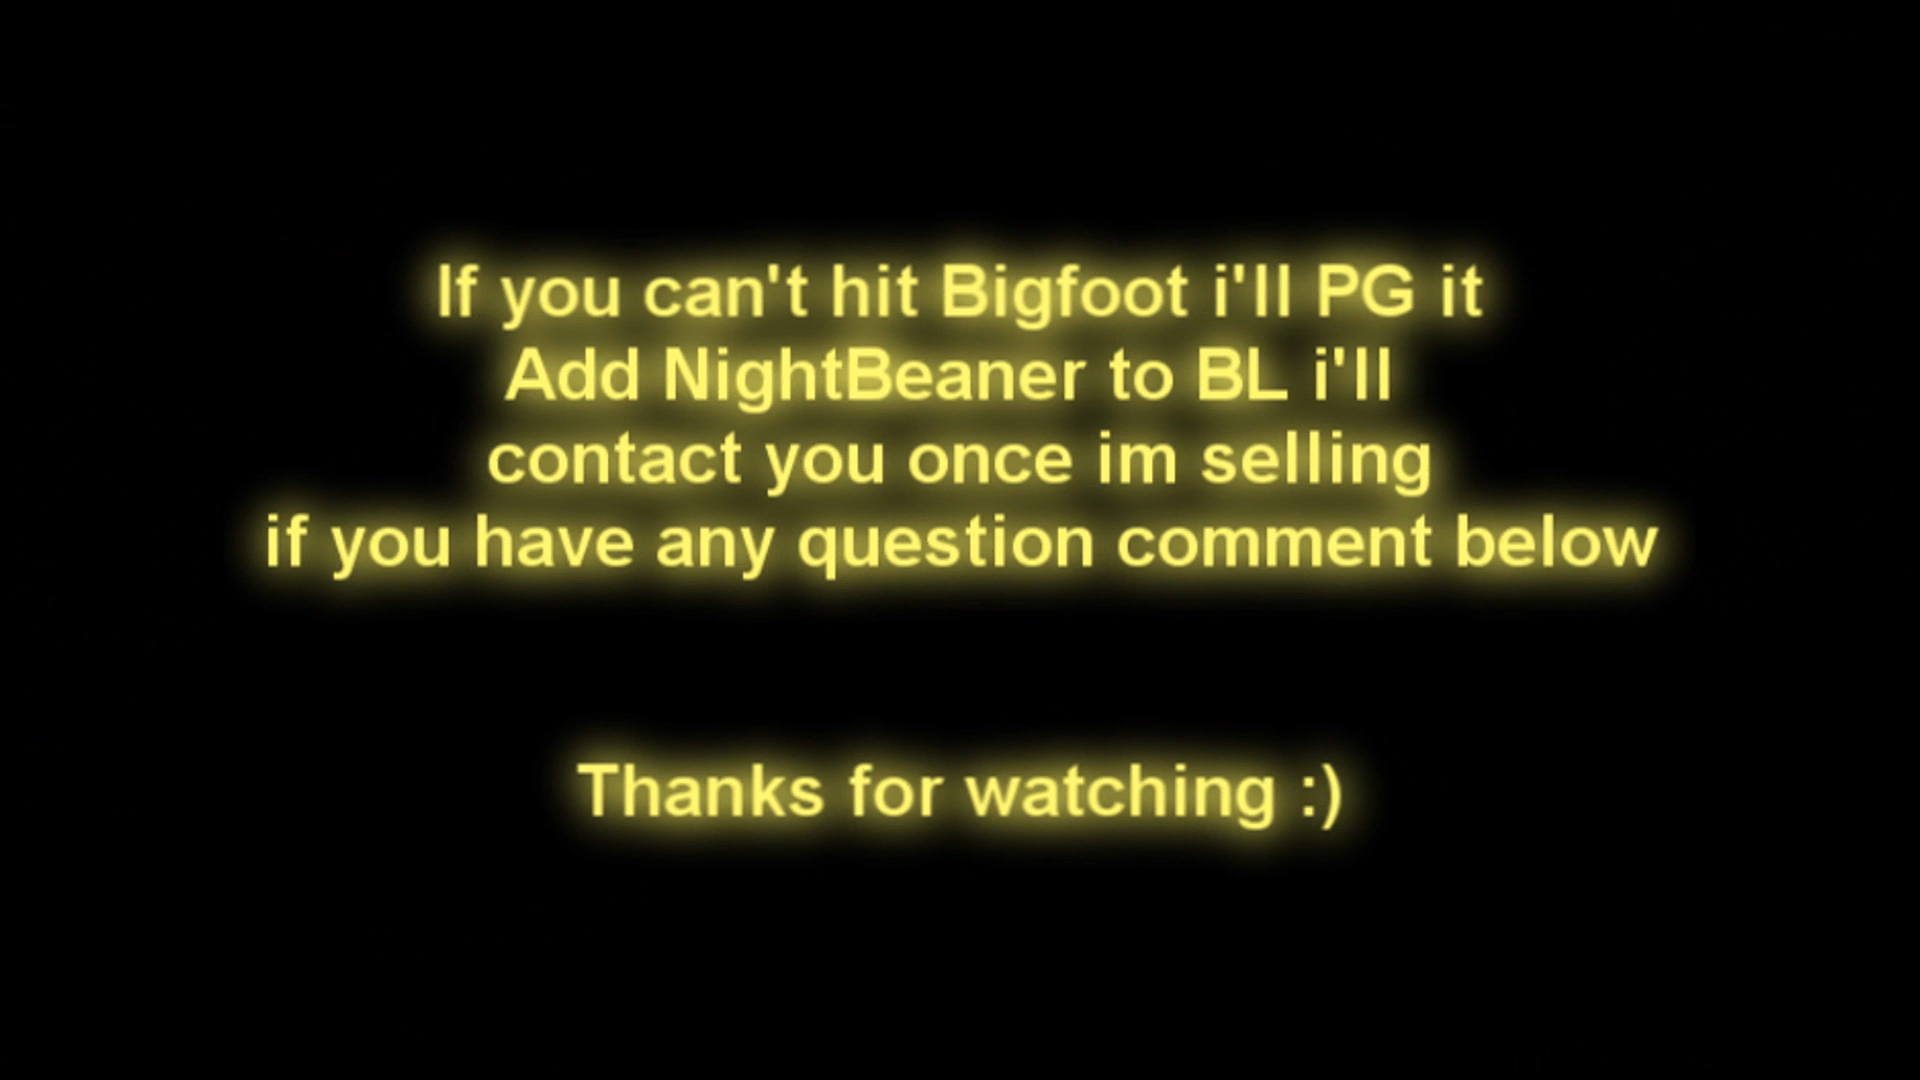 If you can't hit Bigfoot i'll PG it
Add NightBeaner to BL i'll
contact you once im selling
if you have any question comment below
Thanks for watching :)